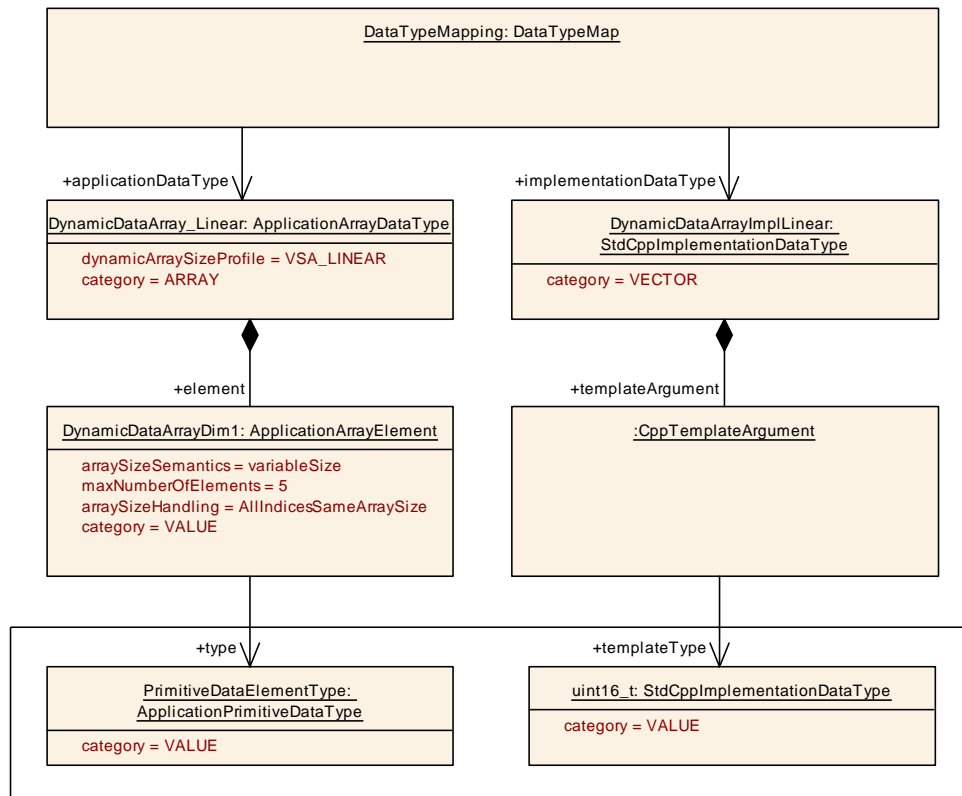 DataTypeMapping: DataTypeMap
+applicationDataType
+implementationDataType
DynamicDataArray_Linear: ApplicationArrayDataType
dynamicArraySizeProfile = VSA_LINEAR
category = ARRAY
DynamicDataArrayImplLinear:
StdCppImplementationDataType
category = VECTOR
+element
+templateArgument
DynamicDataArrayDim1: ApplicationArrayElement
arraySizeSemantics = variableSize
maxNumberOfElements = 5
arraySizeHandling = AllIndicesSameArraySize
category = VALUE
:CppTemplateArgument
+type
+templateType
PrimitiveDataElementType:
ApplicationPrimitiveDataType
category = VALUE
uint16_t: StdCppImplementationDataType
category = VALUE